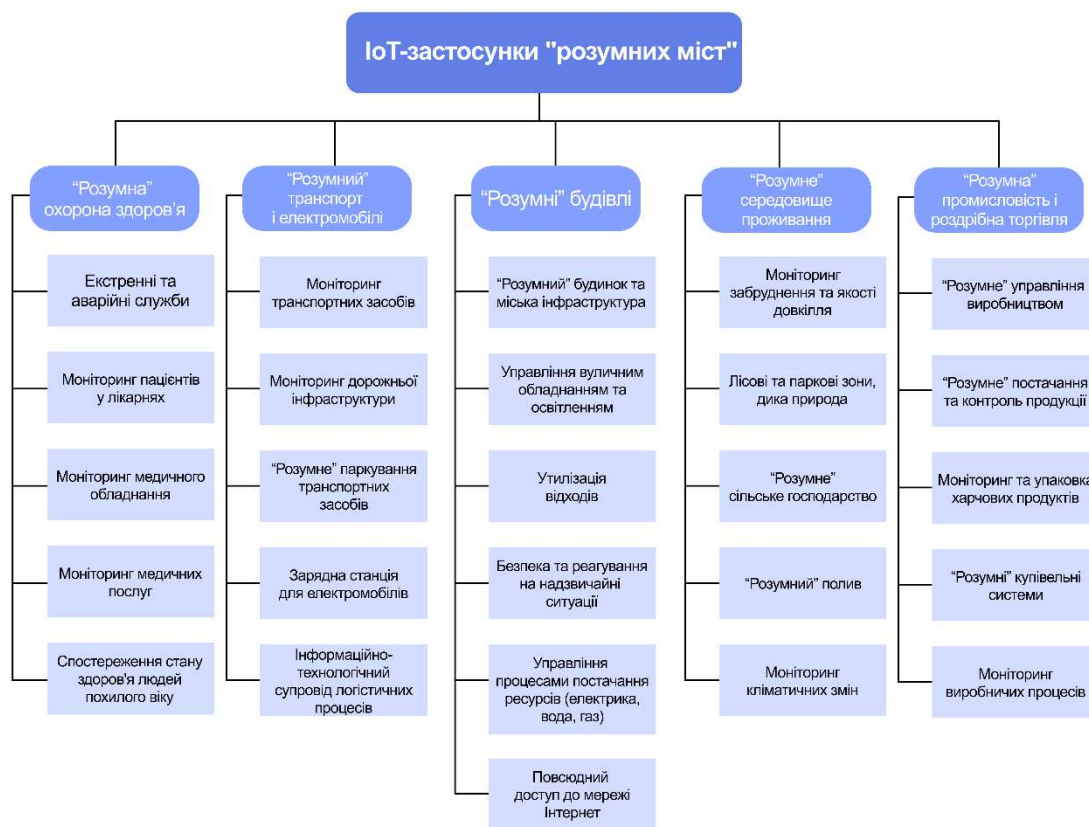 ІоТ-застосунки "розумних міст"
“Розумна”
охорона здоров’я
Екстренні та
аварійні служби
Моніторинг пацієнтів
у лікарнях
Моніторинг медичного
обладнання
Моніторинг медичних
послуг
Спостереження стану
здоров'я людей
похилого віку
“Розумний”
транспорт
і електромобілі
Моніторинг
транспортних засобів
Моніторинг дорожньої
інфраструктури
“Розумне” паркування
транспортних
засобів
Зарядна станція
для електромобілів
Інформаційно-
технологічний
супровід логістичних
процесів
“Розумні” будівлі
“Розумний” будинок та
міська інфраструктура
Управління вуличним
обладнанням та
освітленням
Утилізація
відходів
Безпека та реагування
на надзвичайні
ситуації
Управління
процесами постачання
ресурсів (електрика,
вода, газ)
Повсюдний
доступ до мережі
Інтернет
“Розумне”
середовище
проживання
Моніторинг
забруднення та якості
довкілля
Лісові та паркові зони,
дика природа
“Розумне”
сільське господарство
“Розумний” полив
Моніторинг
кліматичних змін
“Розумна”
промисловість і
роздрібна торгівля
“Розумне” управління
виробництвом
“Розумне” постачання
та контроль продукції
Моніторинг та упаковка
харчових продуктів
“Розумні” купівельні
системи
Моніторинг
виробничих процесів